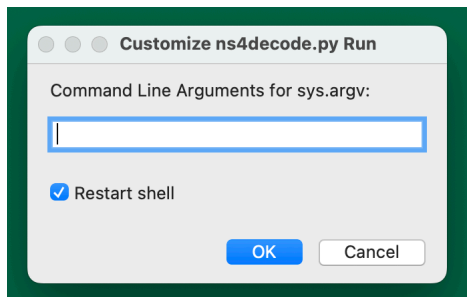 Customize ns4decode.py Run
Command Line Arguments for sys.argv:
Restart shell
OK Cancel